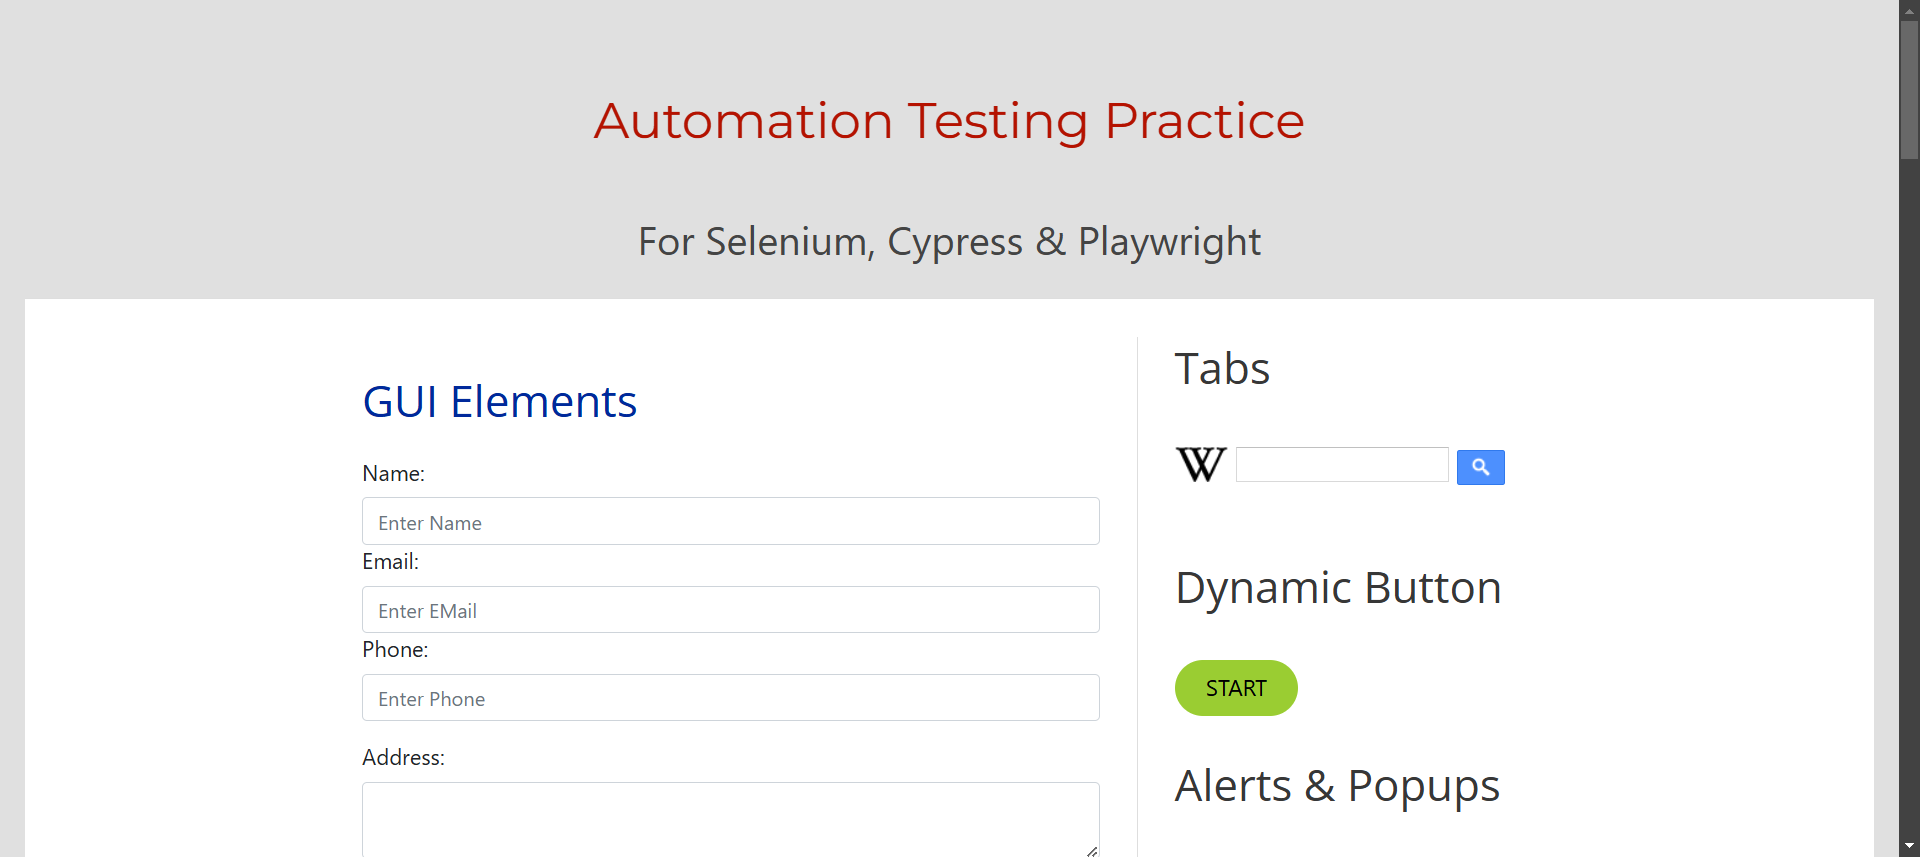 Automation Testing Practice
For Selenium, Cypress & Playwright
GUI Elements
Name:
Enter Name
Email:
Enter EMail
Phone:
Enter Phone
Address:
Tabs
W
Dynamic Button
START
Alerts & Popups